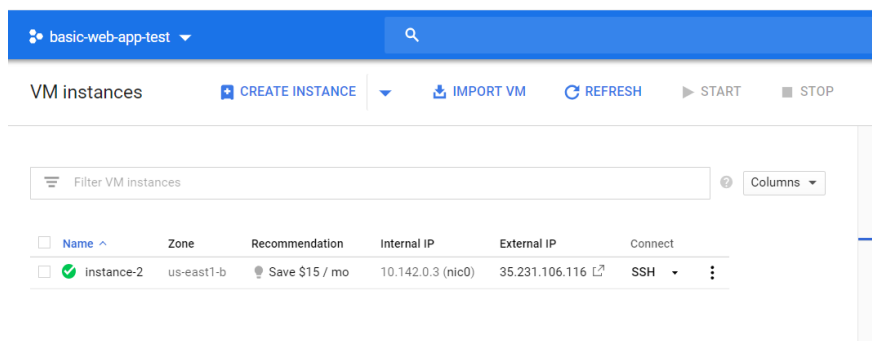 basic-web-app-test
VM instances CREATE INSTANCE IMPORT VM REFRESH START STOP
Filter VM instances Columns
Name Zone Recommendation Internal IP External IP Connect
instance-2 us-east1-b Save $15 / mo 10.142.0.3 (nic0) 35.231.106.116 SSH